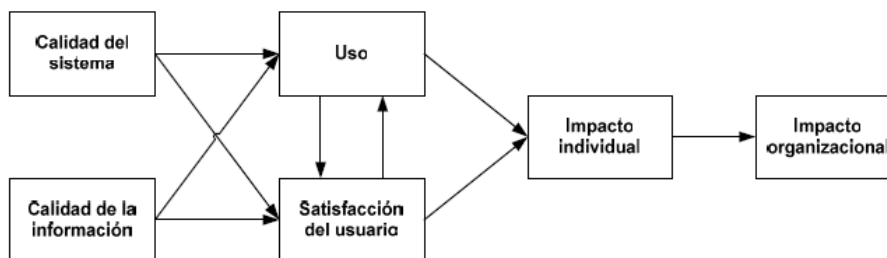 Calidad del
sistema
Uso
Impacto
individual
Impacto
organizacional
Calidad de la
información
Satisfacción
del usuario